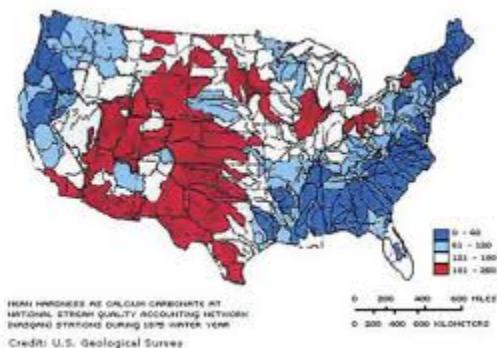 0 - 60
61 - 120
121 - 180
181 - 250
0 200 400 600 MILES
0 200 400 600 KILOMETERS
MEAN HARDNESS AS CALCIUM CARBONATE AT
NATIONAL STREAM QUALITY ACCOUNTING NETWORK
(NASQAN) STATIONS DURING 1975 WATER YEAR
Credit: U.S. Geological Survey